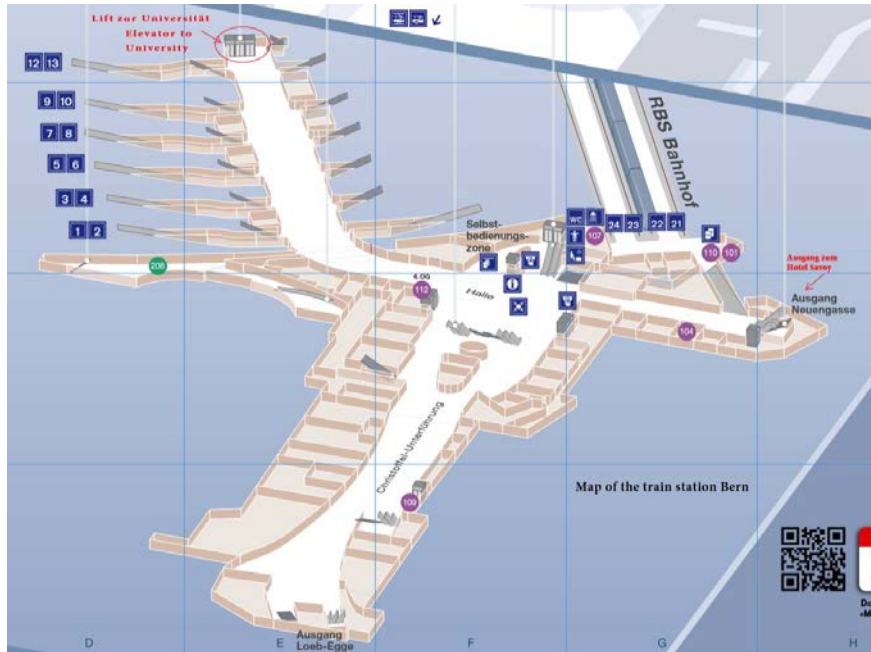 Lift zur Universität
Elevator to
University
12 13
9 10
7 8
5 6
3 4
1 2
208
RBS Bahnhof
Selbst-
bedienungs-
zone
WC
107
24 23 22 21
110 101
Ausgang zum
Hotel Savoy
Ausgang
Neuengasse
4.OG
112
Halle
104
Christoffel-Unterführung
109
Map of the train station Bern
Ausgang
Loeb-Egge
D E F G H